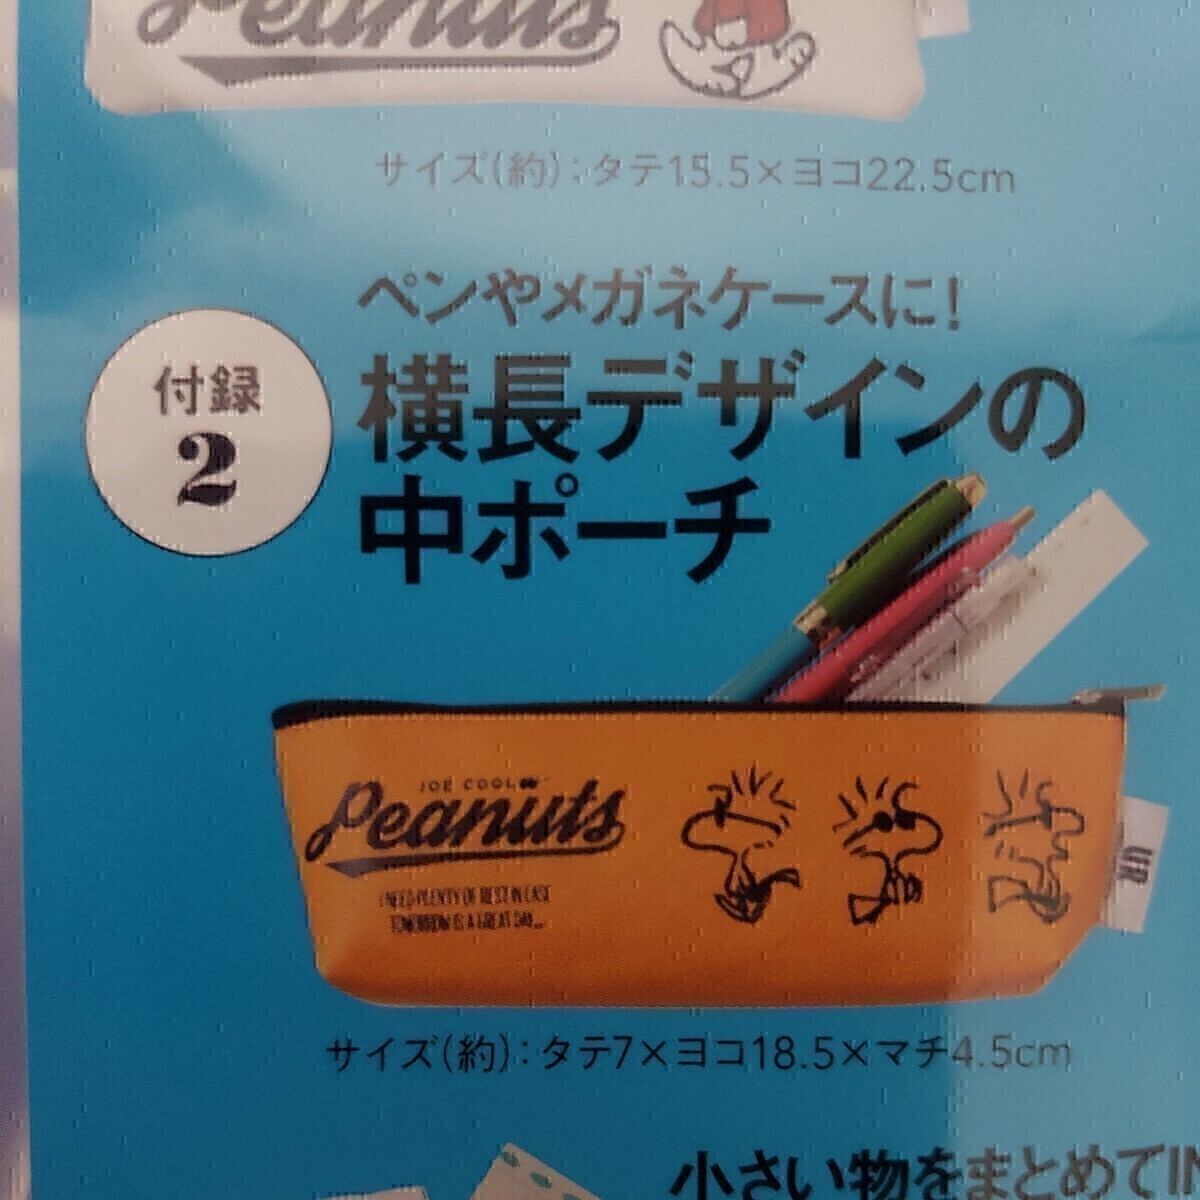 Peanuts
サイズ(約):タテ15.5×ヨコ22.5cm
ペンやメガネケースに!
付録
2
横長デザインの
中ポーチ
JOE COOL
Peanuts
I NEED PLENTY OF REST IN CASE
TOMORROW IS A GREAT DAY...
UR
サイズ(約):タテ7×ヨコ18.5×マチ4.5cm
小さい物をまとめてIN